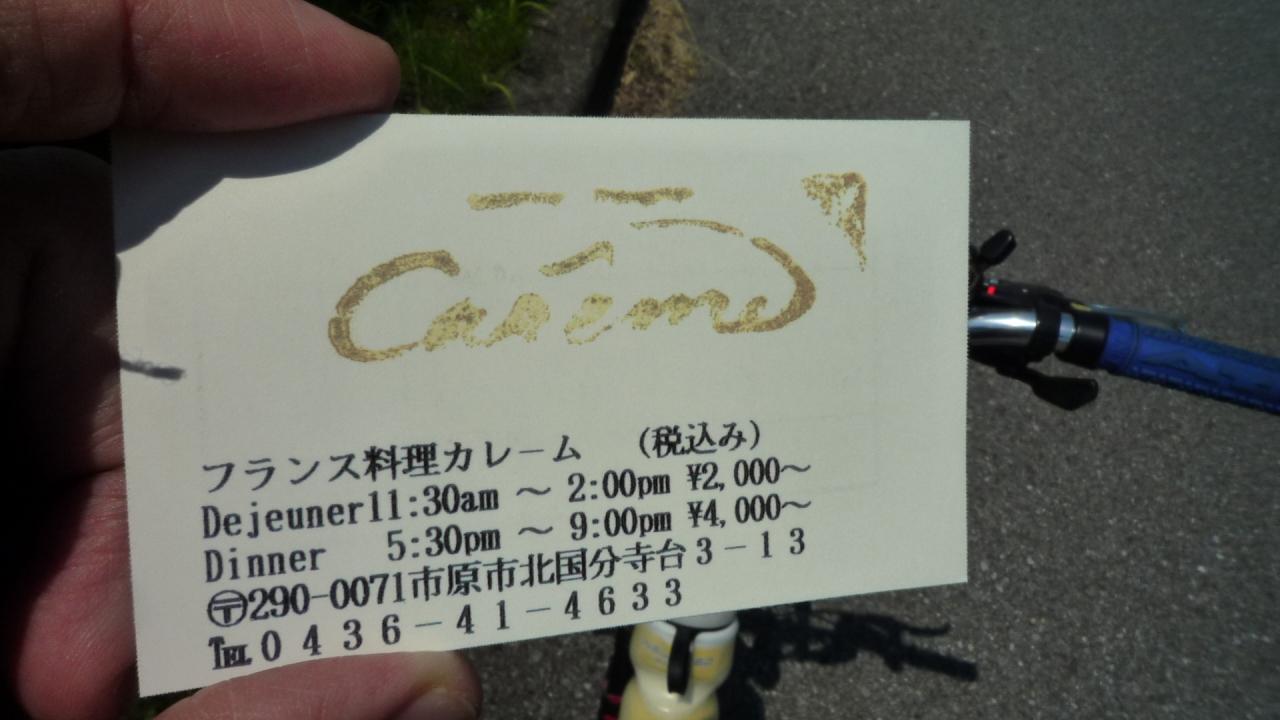 Carême
フランス料理カレーム （税込み）
Dejeuner11:30am ～ 2:00pm ¥2,000～
Dinner 5:30pm ～ 9:00pm ¥4,000～
〶290-0071市原市北国分寺台３－１３
℡０４３６－４１－４６３３